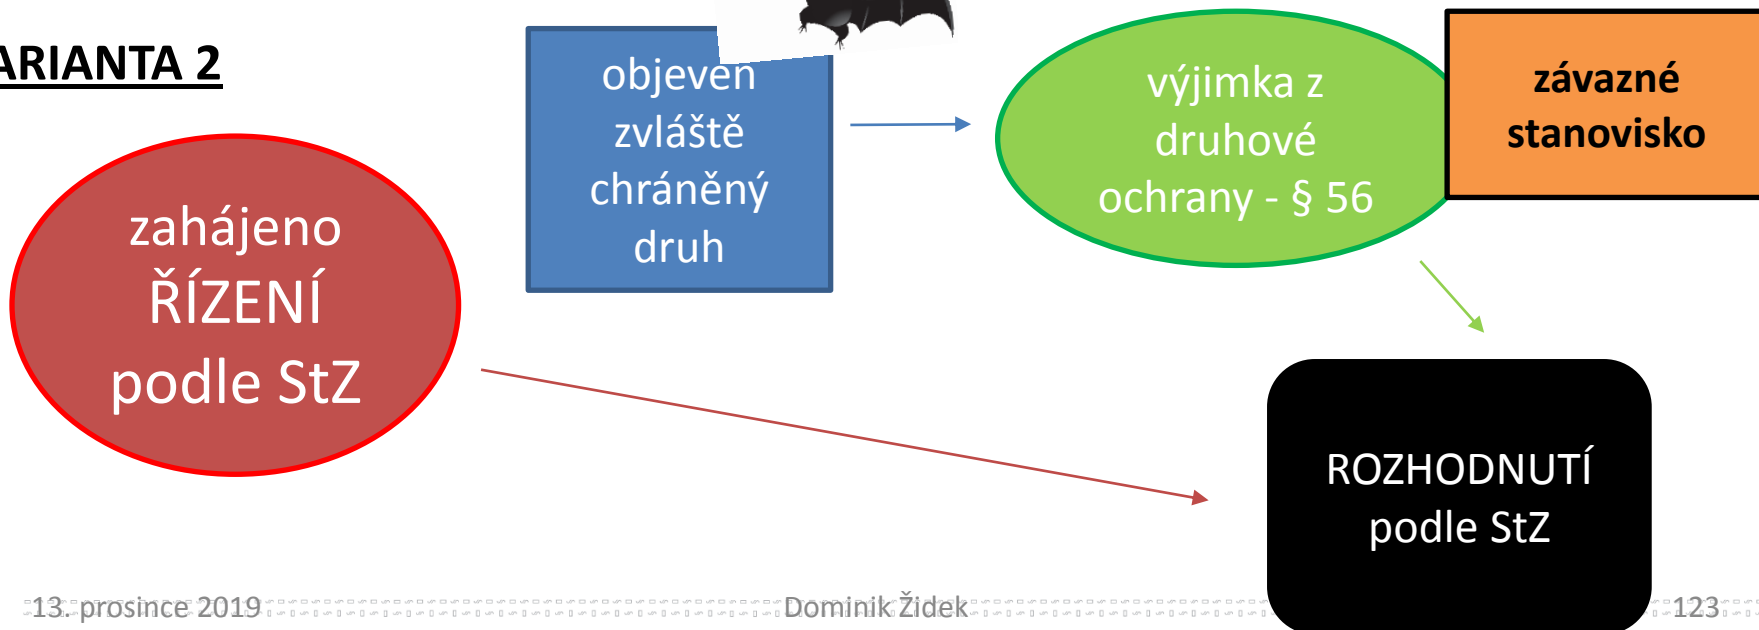 ARIANTA 2
objeven
zvláště
chráněný
druh
výjimka z
druhové
ochrany - § 56
závazné
stanovisko
zahájeno
ŘÍZENÍ
podle StZ
ROZHODNUTÍ
podle StZ
13. prosince 2019
Dominik Židek
123